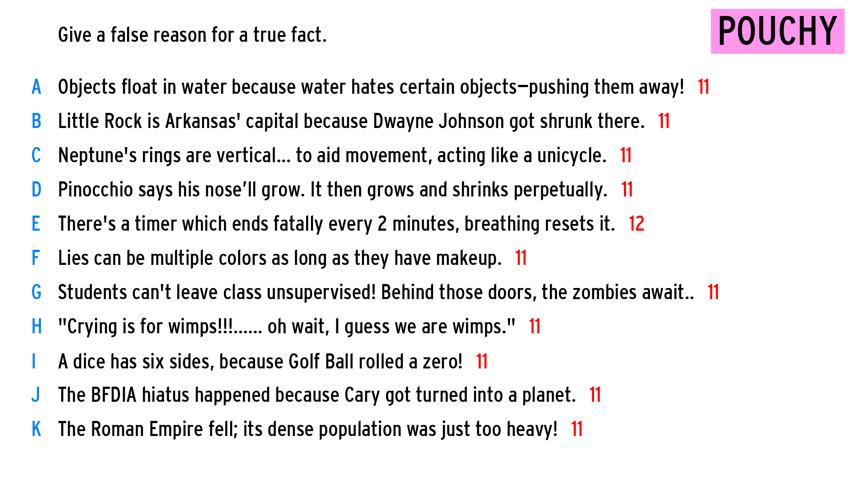 Give a false reason for a true fact.
POUCHY
A Objects float in water because water hates certain objects—pushing them away! 11
B Little Rock is Arkansas' capital because Dwayne Johnson got shrunk there. 11
C Neptune's rings are vertical... to aid movement, acting like a unicycle. 11
D Pinocchio says his nose’ll grow. It then grows and shrinks perpetually. 11
E There's a timer which ends fatally every 2 minutes, breathing resets it. 12
F Lies can be multiple colors as long as they have makeup. 11
G Students can't leave class unsupervised! Behind those doors, the zombies await.. 11
H "Crying is for wimps!!!...... oh wait, I guess we are wimps." 11
I A dice has six sides, because Golf Ball rolled a zero! 11
J The BFDIA hiatus happened because Cary got turned into a planet. 11
K The Roman Empire fell; its dense population was just too heavy! 11